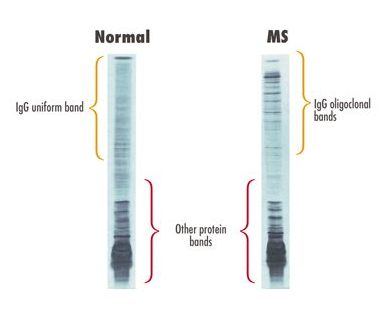 Normal
MS
IgG uniform band
IgG oligoclonal
bands
Other protein
bands